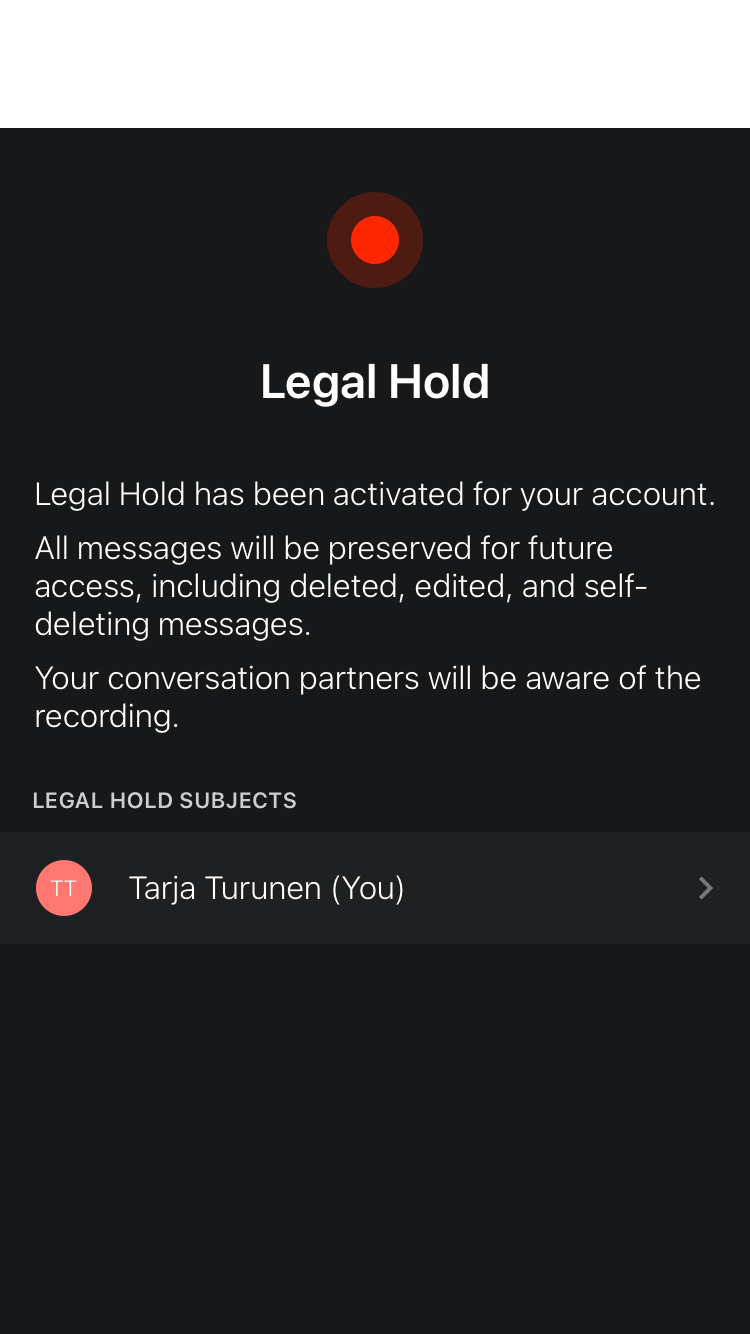 Legal Hold
Legal Hold has been activated for your account.
All messages will be preserved for future
access, including deleted, edited, and self-
deleting messages.
Your conversation partners will be aware of the
recording.
LEGAL HOLD SUBJECTS
TT
Tarja Turunen (You)